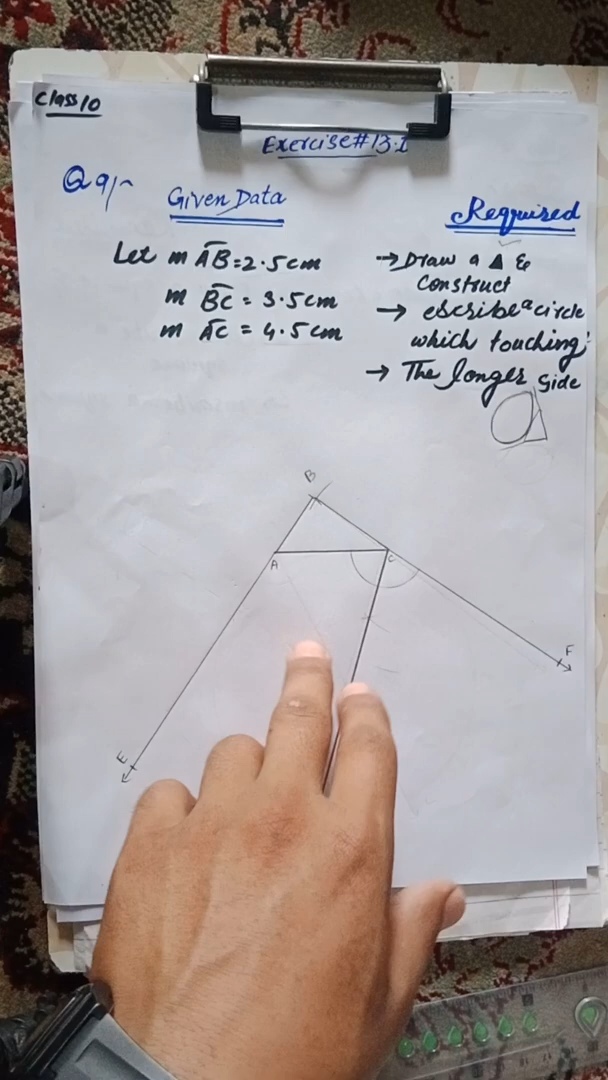 Class 10
Exercise#13.1
Q9/-
Given Data
Let m AB=2.5cm
m BC = 3.5cm
m AC = 4.5cm
Required
→Draw a Δ &
Construct
→ escribe a circle
which touching
→ The longer side
B
A
C
F
E